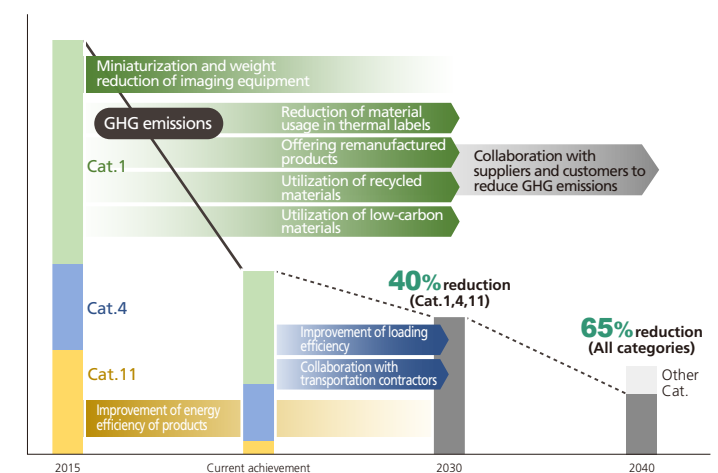 Miniaturization and weight
reduction of imaging equipment
GHG emissions
Reduction of material
usage in thermal labels
Offering remanufactured
products
Cat.1
Utilization of recycled
materials
Utilization of low-carbon
materials
Collaboration with
suppliers and customers to
reduce GHG emissions
40% reduction
(Cat.1,4,11)
Cat.4
Improvement of loading
efficiency
Collaboration with
transportation contractors
65% reduction
(All categories)
Other
Cat.
Cat.11
Improvement of energy
efficiency of products
2015
Current achievement
2030
2040